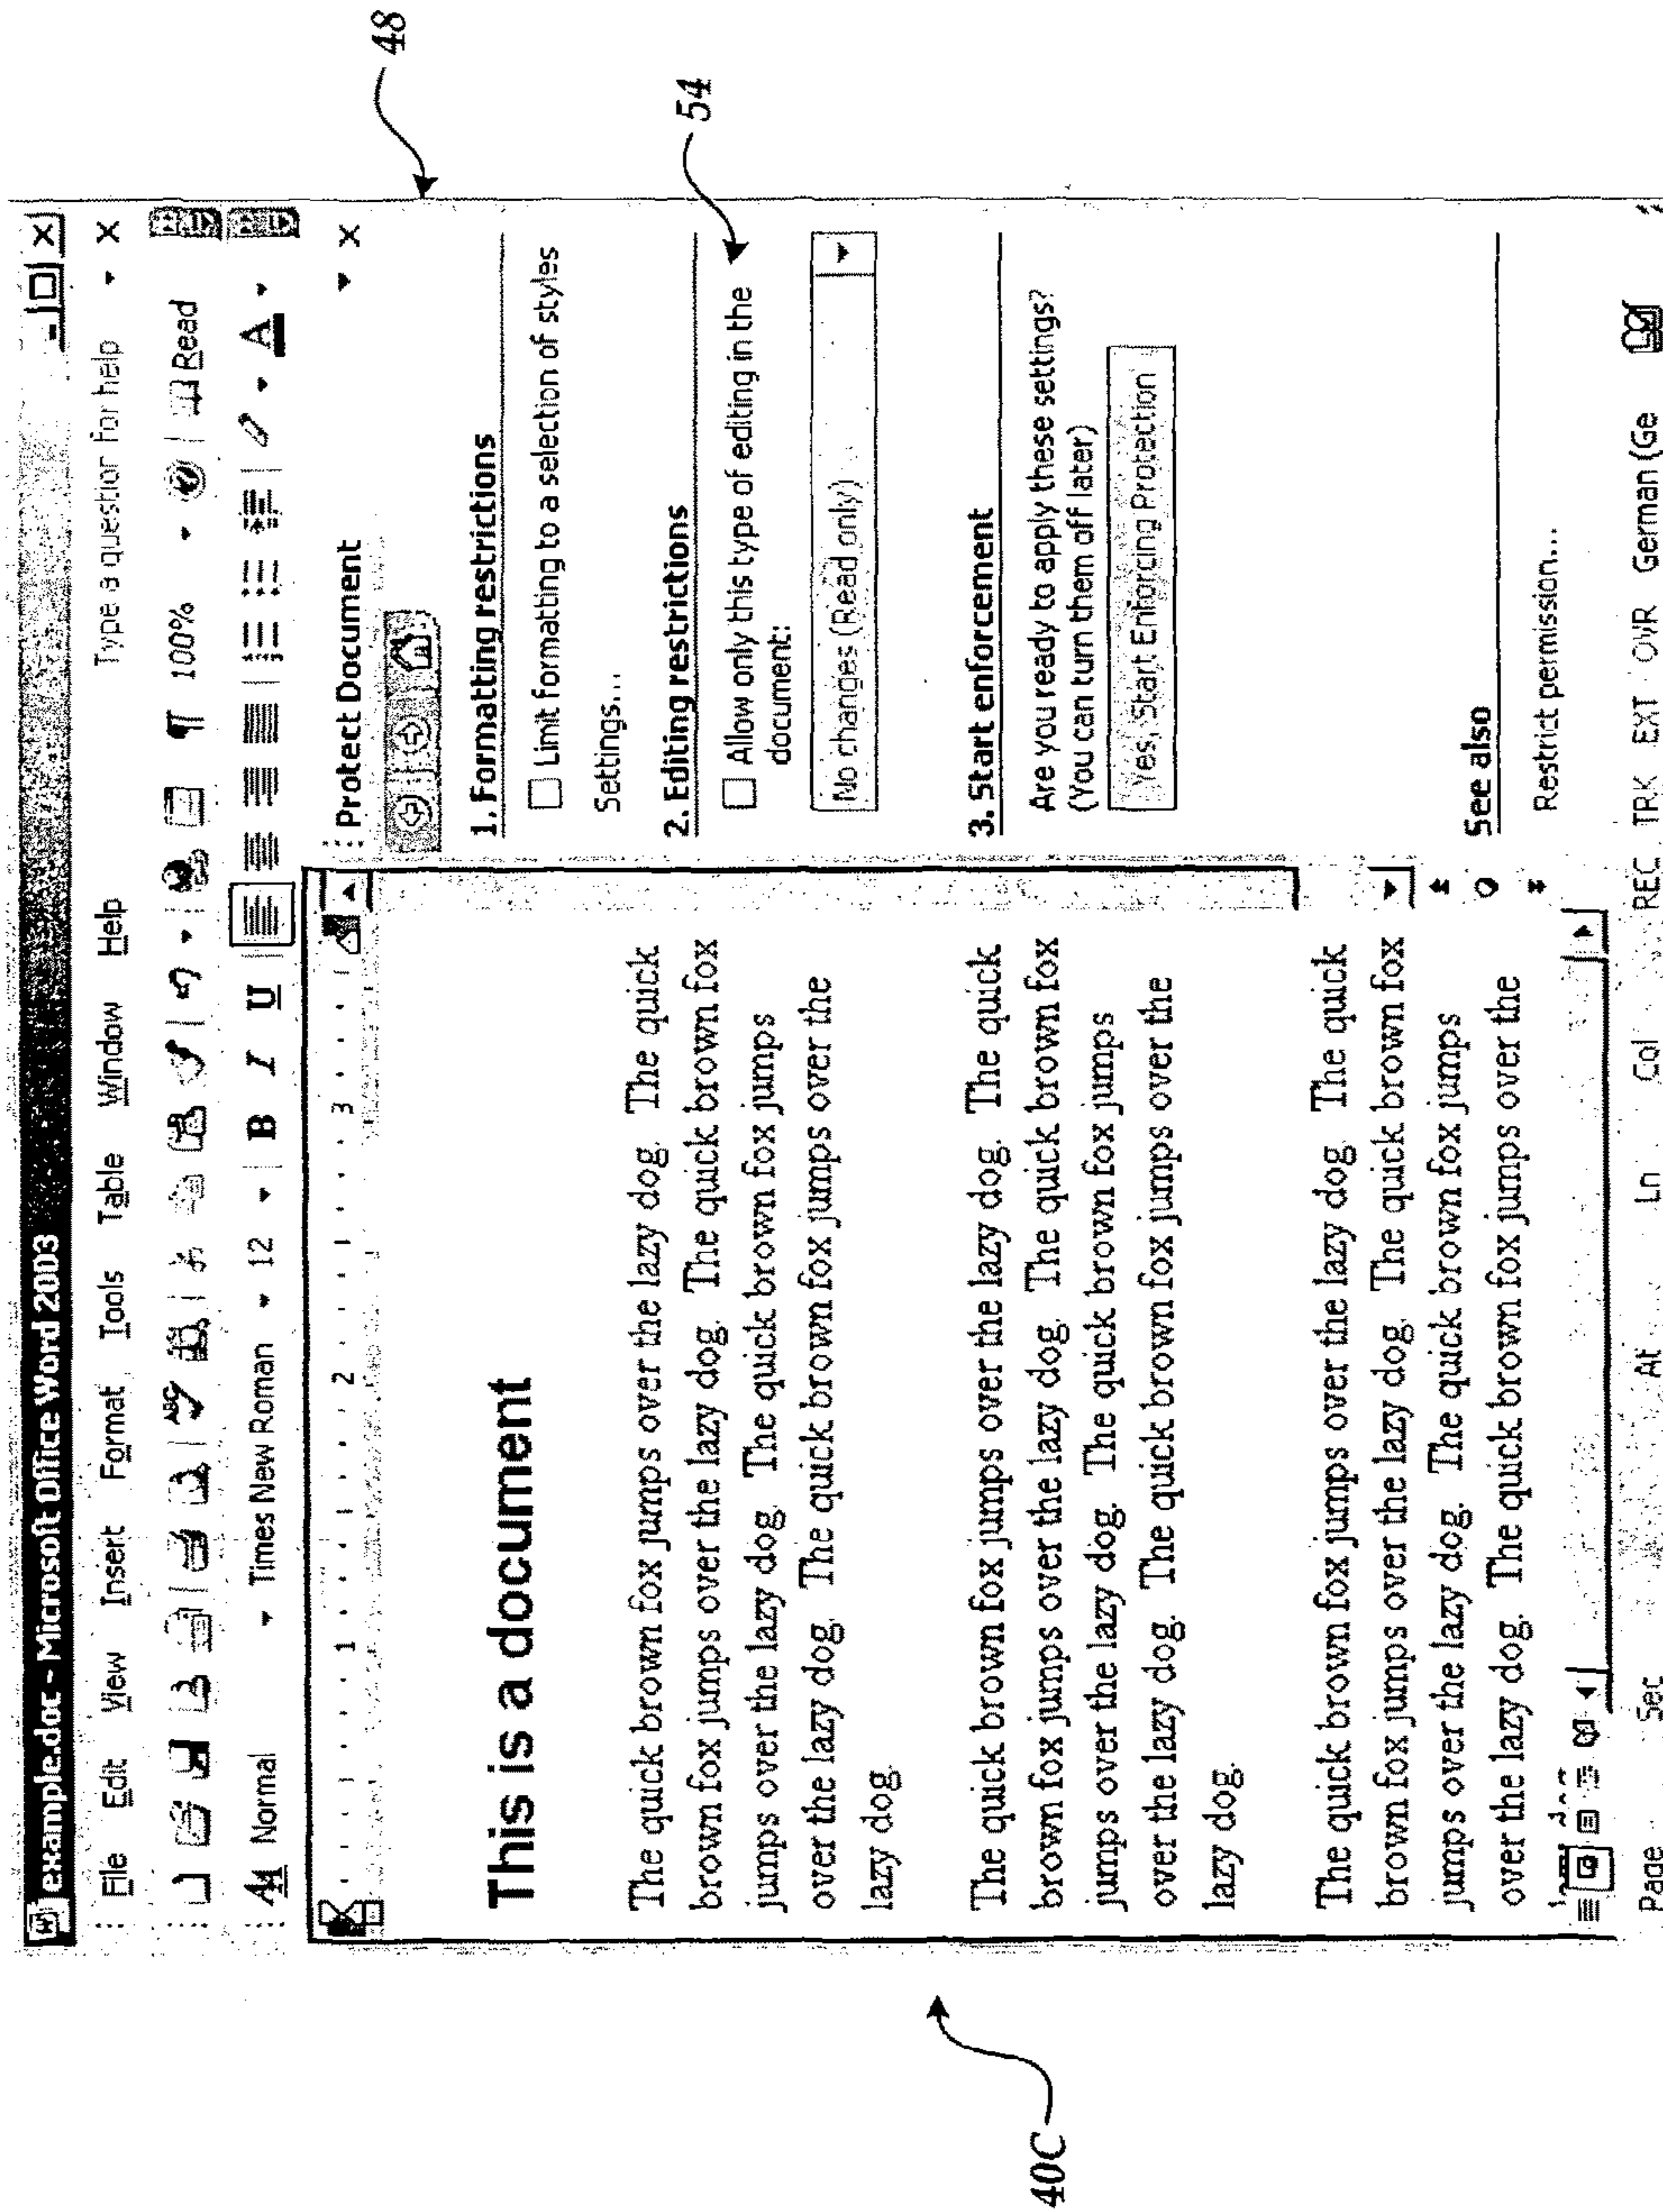 example.doc - Microsoft Office Word 2003
File Edit View Insert Format Tools Table Window Help Type a question for help
100% Read
Normal Times New Roman 12 B I U A
1 2 3
Protect Document
1. Formatting restrictions
Limit formatting to a selection of styles
Settings...
2. Editing restrictions
Allow only this type of editing in the
document:
No changes (Read only)
3. Start enforcement
Are you ready to apply these settings?
(You can turn them off later)
Yes, Start Enforcing Protection
See also
Restrict permission...
This is a document
The quick brown fox jumps over the lazy dog. The quick
brown fox jumps over the lazy dog. The quick brown fox
jumps over the lazy dog. The quick brown fox jumps
over the lazy dog. The quick brown fox jumps over the
lazy dog.
The quick brown fox jumps over the lazy dog. The quick
brown fox jumps over the lazy dog. The quick brown fox
jumps over the lazy dog. The quick brown fox jumps
over the lazy dog. The quick brown fox jumps over the
lazy dog.
The quick brown fox jumps over the lazy dog. The quick
brown fox jumps over the lazy dog. The quick brown fox
jumps over the lazy dog. The quick brown fox jumps
over the lazy dog. The quick brown fox jumps over the
Page Sec At Ln Col REC TRK EXT OVR German (Ge
48
54
40C